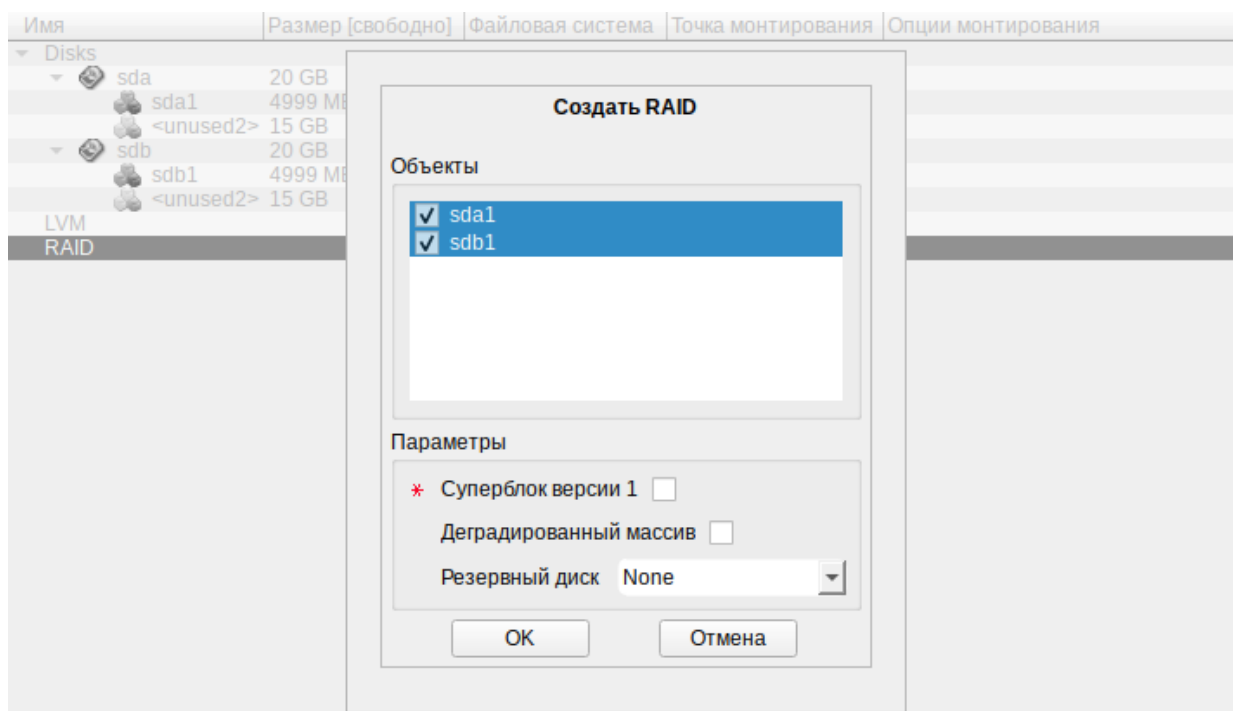 Имя Размер [свободно] Файловая система Точка монтирования Опции монтирования
Disks
sda 20 GB
sda1 4999 MB
<unused2> 15 GB
sdb 20 GB
sdb1 4999 MB
<unused2> 15 GB
LVM
RAID
Создать RAID
Объекты
sda1
sdb1
Параметры
* Суперблок версии 1
Деградированный массив
Резервный диск None
OK Отмена